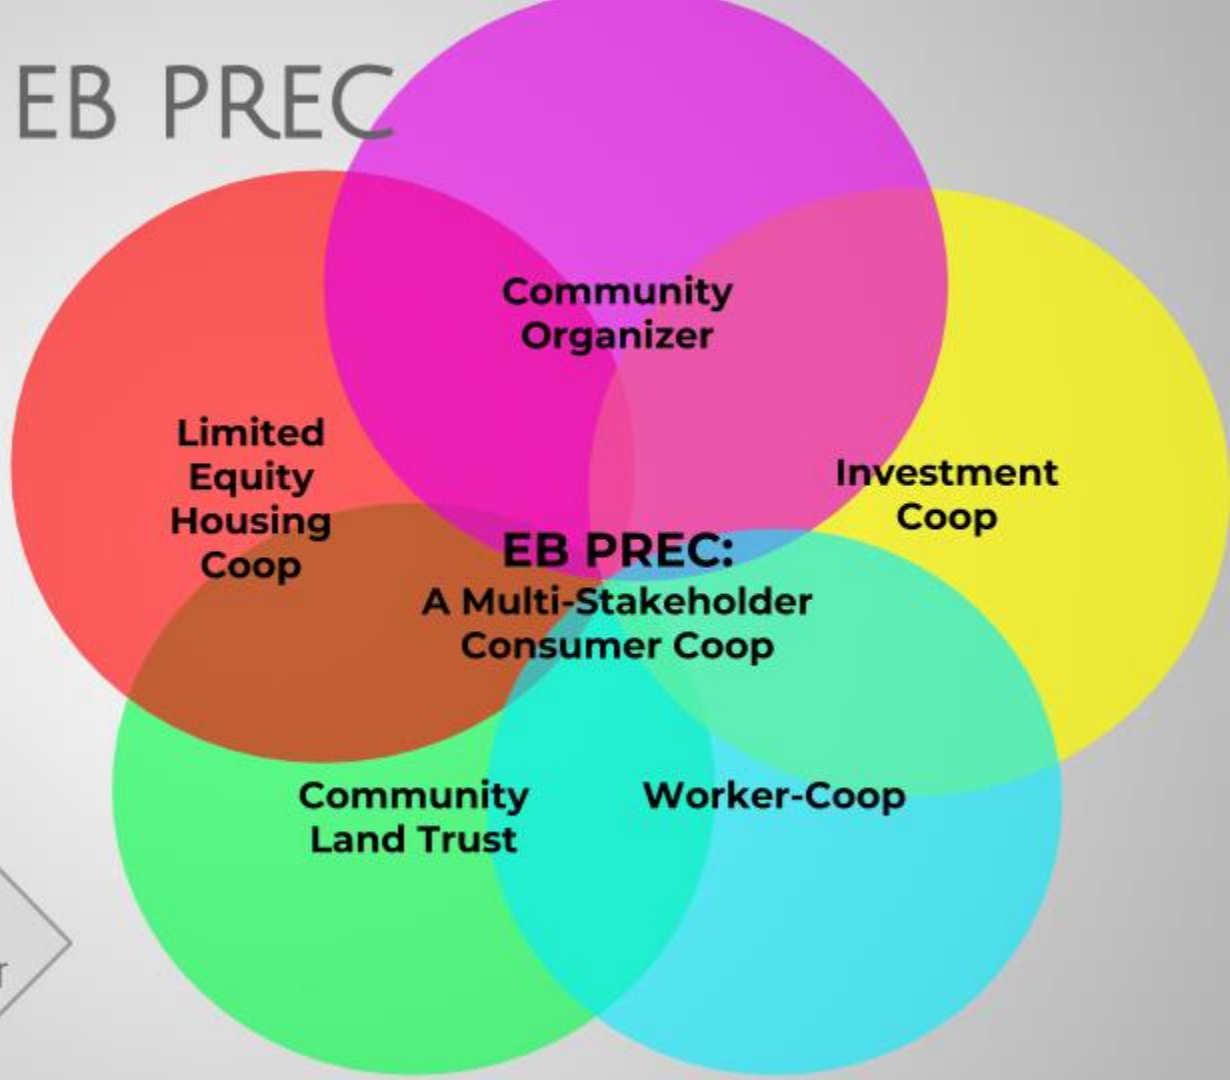 EB PREC
Community
Organizer
Limited
Equity
Housing
Coop
Investment
Coop
EB PREC:
A Multi-Stakeholder
Consumer Coop
Community
Land Trust
Worker-Coop